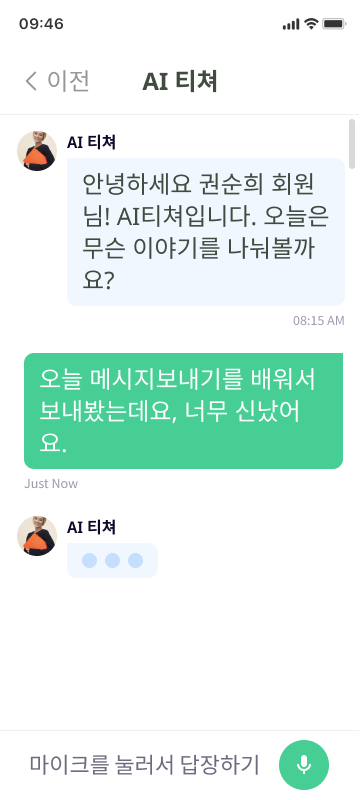 09:46
이전
AI 티쳐
AI 티쳐
안녕하세요 권순희 회원
님! AI티쳐입니다. 오늘은
무슨 이야기를 나눠볼까
요?
08:15 AM
오늘 메시지보내기를 배워서
보내봤는데요, 너무 신났어
요.
Just Now
AI 티쳐
마이크를 눌러서 답장하기